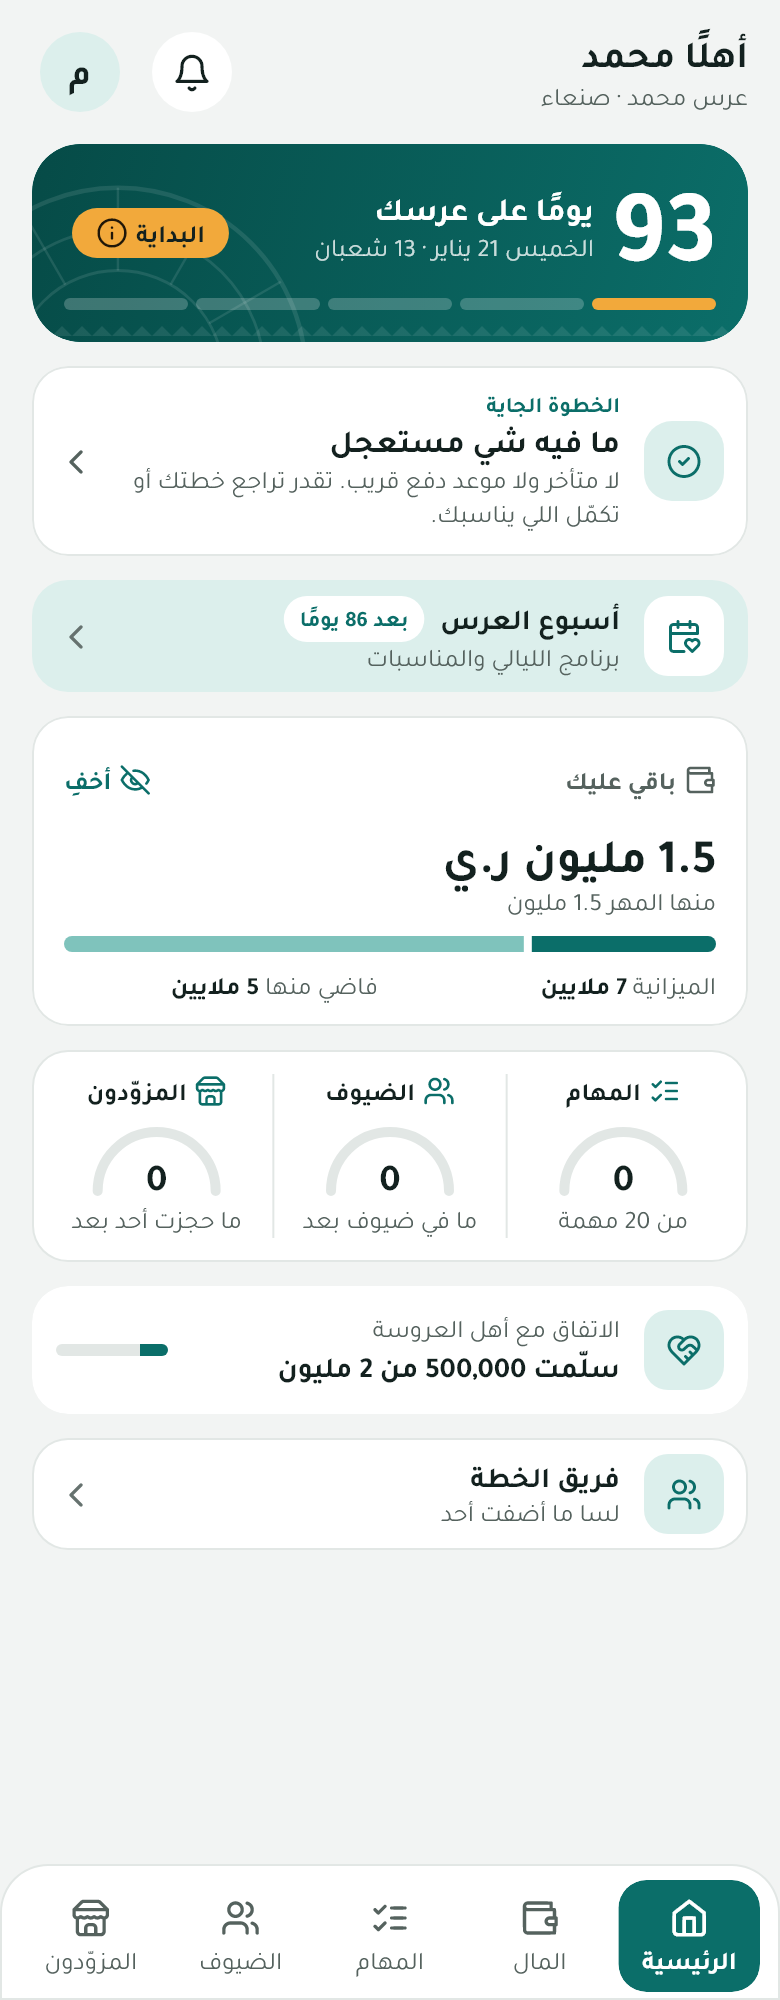 أهلًا محمد
عرس محمد · صنعاء
م
93
يومًا على عرسك
الخميس 21 يناير · 13 شعبان
البداية
الخطوة الجاية
ما فيه شي مستعجل
لا متأخر ولا موعد دفع قريب. تقدر تراجع خطتك أو
تكمّل اللي يناسبك.
أسبوع العرس
بعد 86 يومًا
برنامج الليالي والمناسبات
باقي عليك
أخفِ
1.5 مليون ر.ي
منها المهر 1.5 مليون
الميزانية 7 ملايين
فاضي منها 5 ملايين
المهام
0
من 20 مهمة
الضيوف
0
ما في ضيوف بعد
المزوّدون
0
ما حجزت أحد بعد
الاتفاق مع أهل العروسة
سلّمت 500,000 من 2 مليون
فريق الخطة
لسا ما أضفت أحد
الرئيسية
المال
المهام
الضيوف
المزوّدون